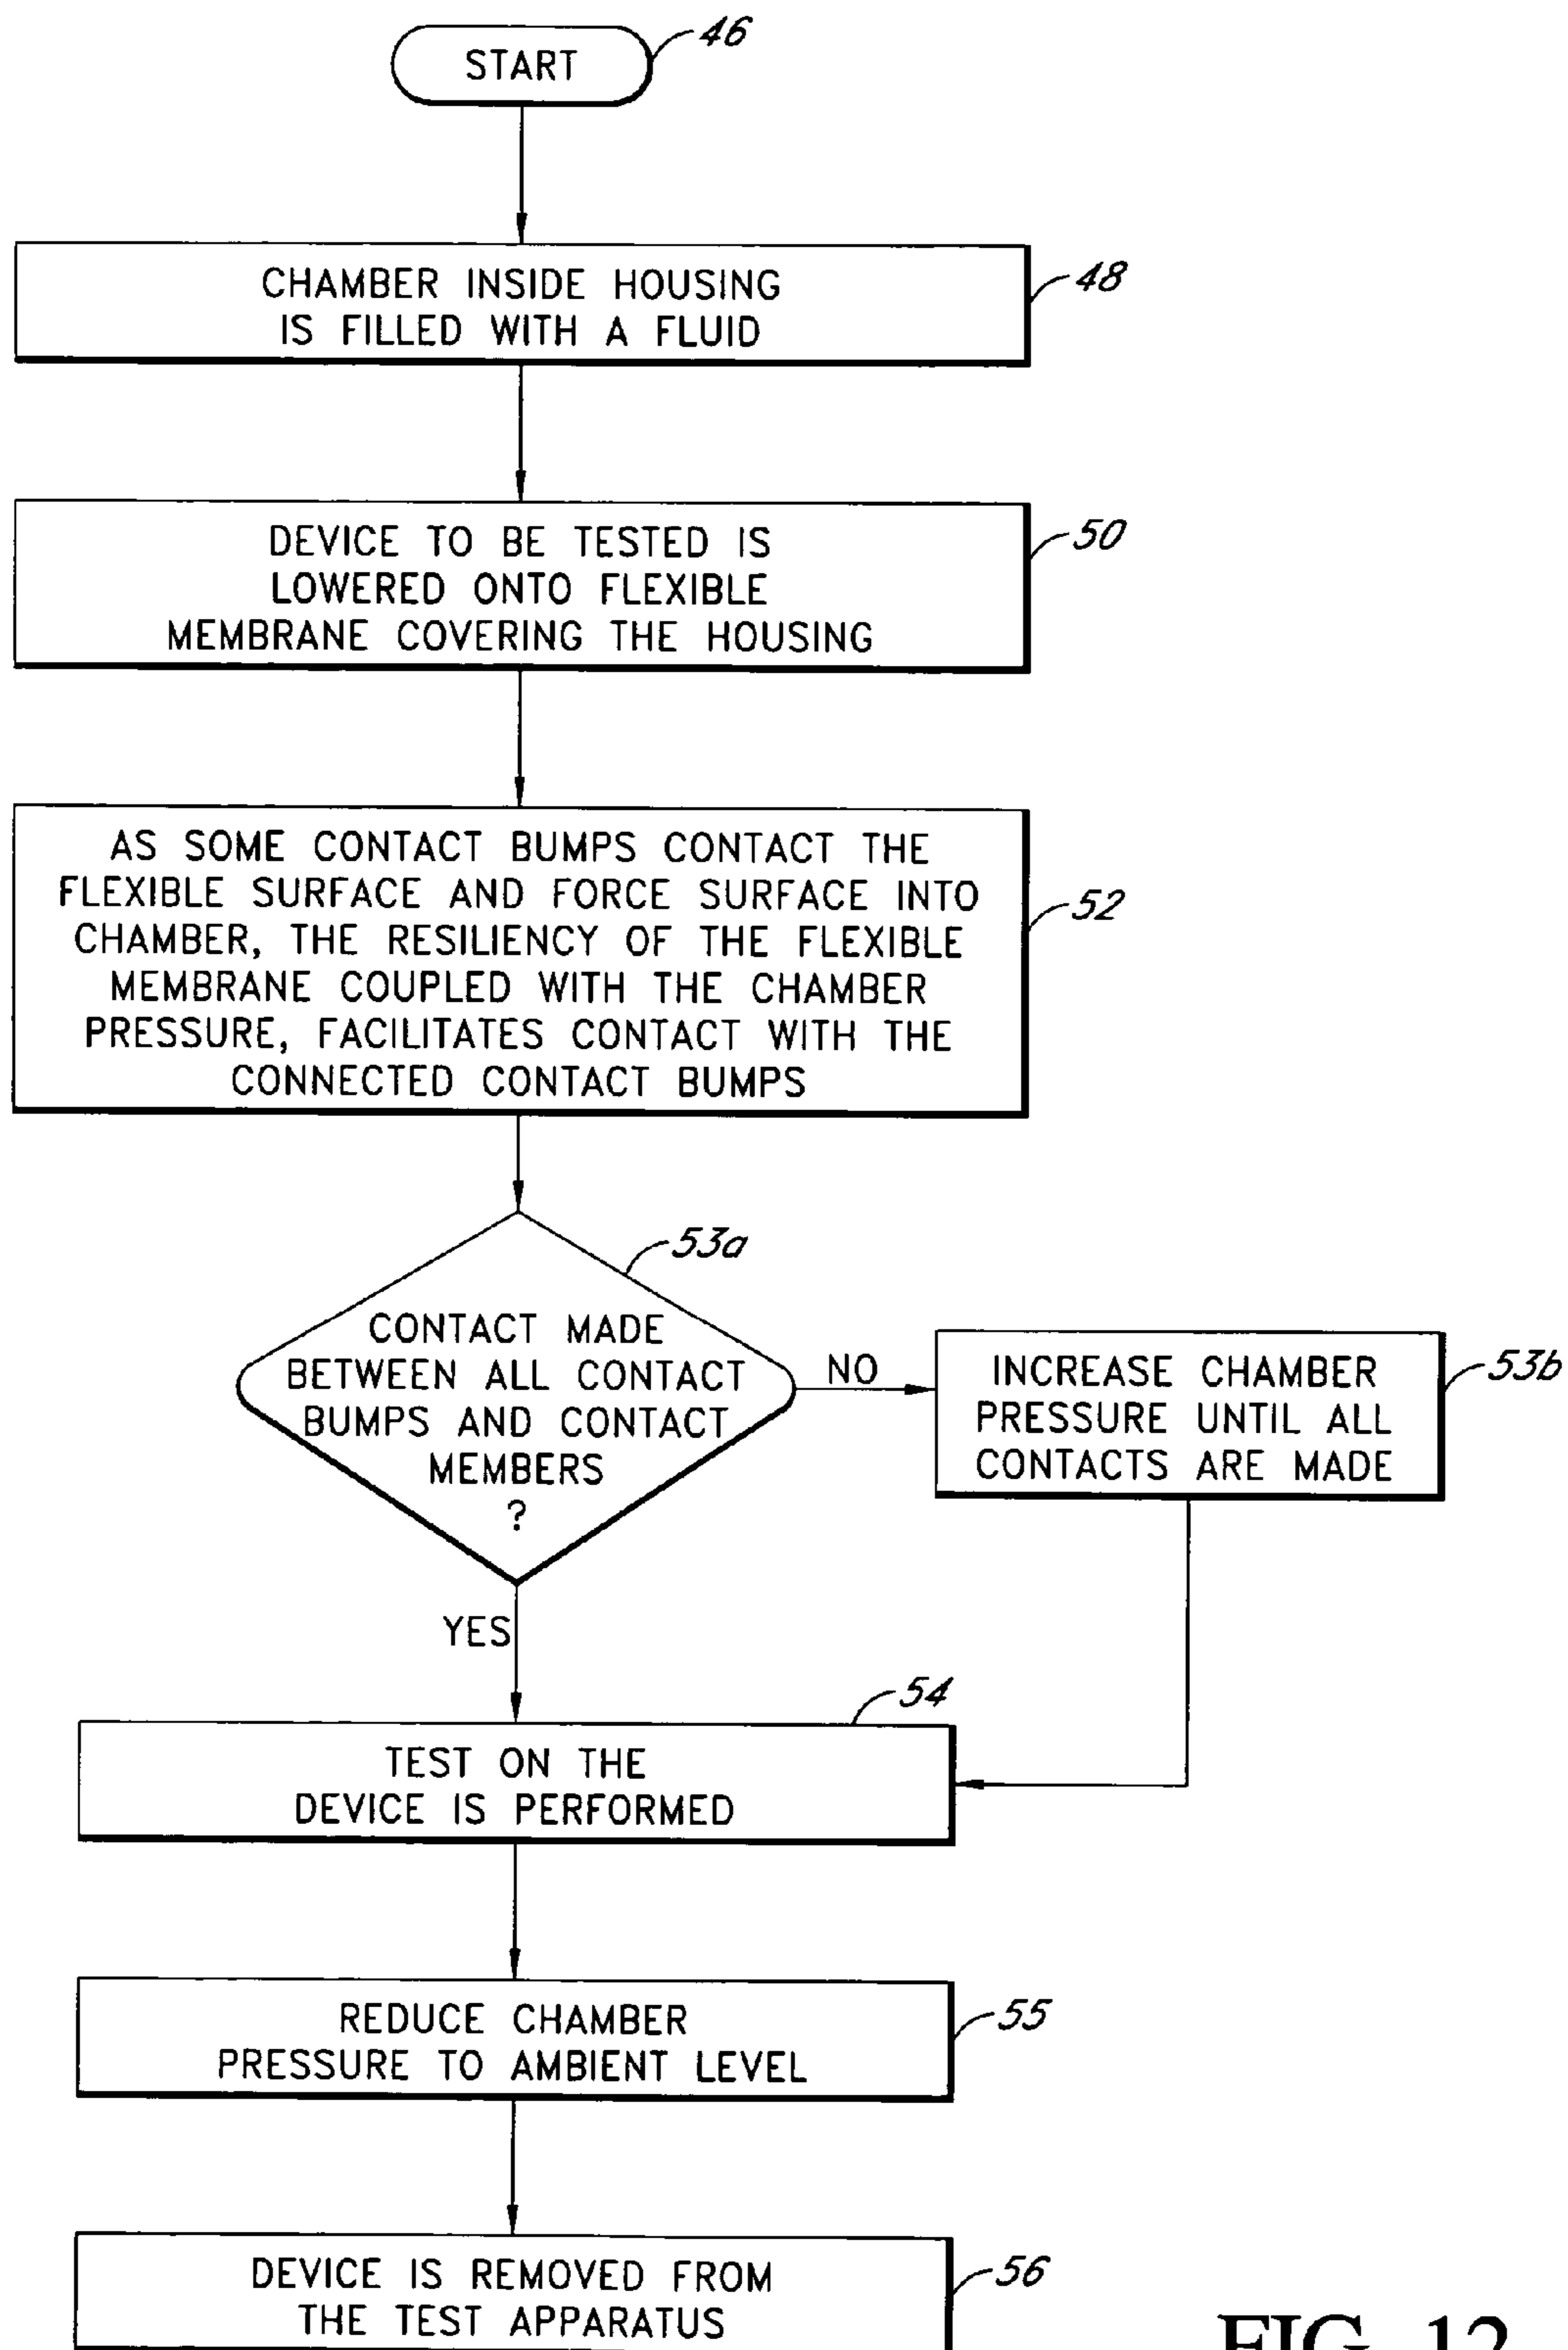 START
46
CHAMBER INSIDE HOUSING
IS FILLED WITH A FLUID
48
DEVICE TO BE TESTED IS
LOWERED ONTO FLEXIBLE
MEMBRANE COVERING THE HOUSING
50
AS SOME CONTACT BUMPS CONTACT THE
FLEXIBLE SURFACE AND FORCE SURFACE INTO
CHAMBER, THE RESILIENCY OF THE FLEXIBLE
MEMBRANE COUPLED WITH THE CHAMBER
PRESSURE, FACILITATES CONTACT WITH THE
CONNECTED CONTACT BUMPS
52
53a
CONTACT MADE
BETWEEN ALL CONTACT
BUMPS AND CONTACT
MEMBERS
?
NO
INCREASE CHAMBER
PRESSURE UNTIL ALL
CONTACTS ARE MADE
53b
YES
54
TEST ON THE
DEVICE IS PERFORMED
REDUCE CHAMBER
PRESSURE TO AMBIENT LEVEL
55
DEVICE IS REMOVED FROM
THE TEST APPARATUS
56
FIG. 12